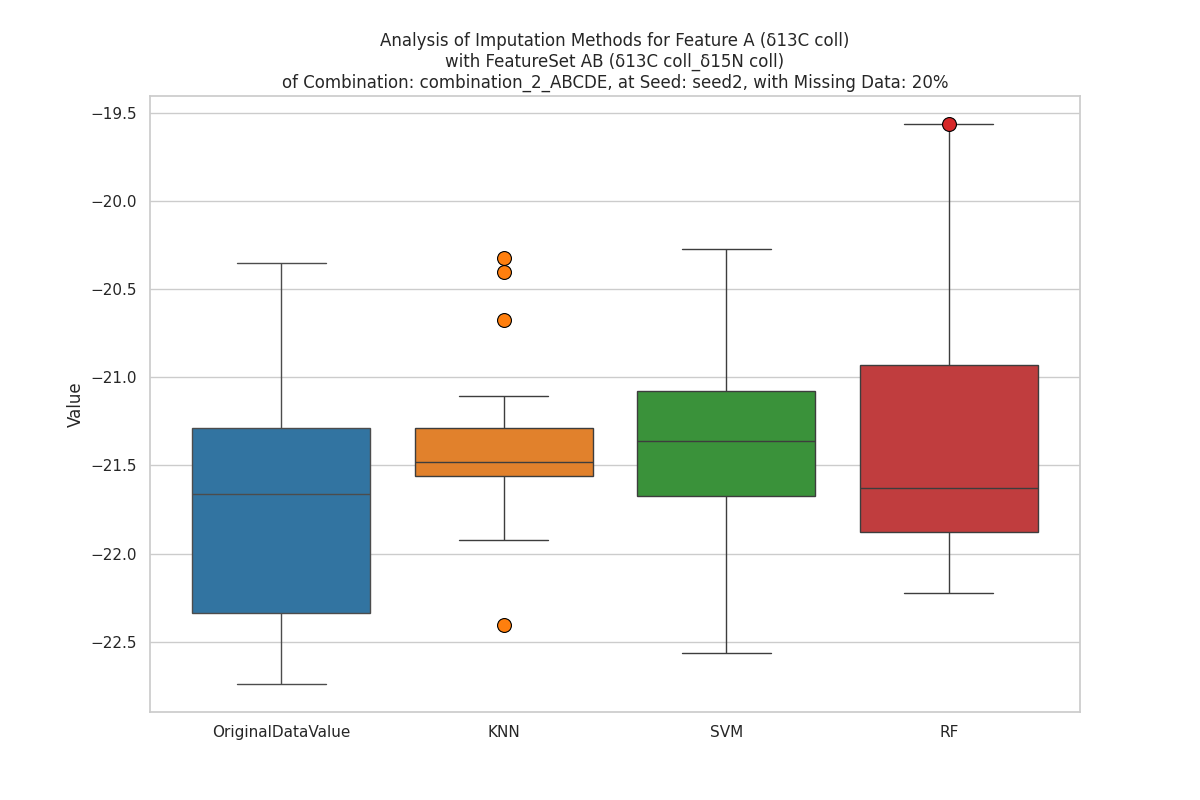 Analysis of Imputation Methods for Feature A (δ13C coll)
with FeatureSet AB (δ13C coll_δ15N coll)
of Combination: combination_2_ABCDE, at Seed: seed2, with Missing Data: 20%
−19.5
−20.0
−20.5
−21.0
−21.5
−22.0
−22.5
Value
OriginalDataValue
KNN
SVM
RF